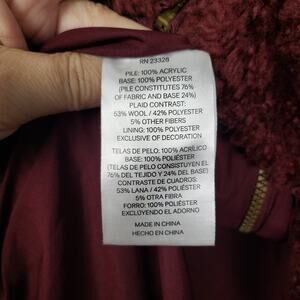 RN 23328
PILE: 100% ACRYLIC
BASE: 100% POLYESTER
(PILE CONSTITUTES 76%
OF FABRIC AND BASE 24%)
PLAID CONTRAST:
53% WOOL / 42% POLYESTER
5% OTHER FIBERS
LINING: 100% POLYESTER
EXCLUSIVE OF DECORATION
TELAS DE PELO: 100% ACRÍLICO
BASE: 100% POLIÉSTER
(TELAS DE PELO CONSISTUYEN EL
76% DEL TEJIDO Y 24% DEL BASE)
CONTRASTE DE CUADROS:
53% LANA / 42% POLIÉSTER
5% OTRA FIBRA
FORRO: 100% POLIÉSTER
EXCLUYENDO EL ADORNO
MADE IN CHINA
HECHO EN CHINA